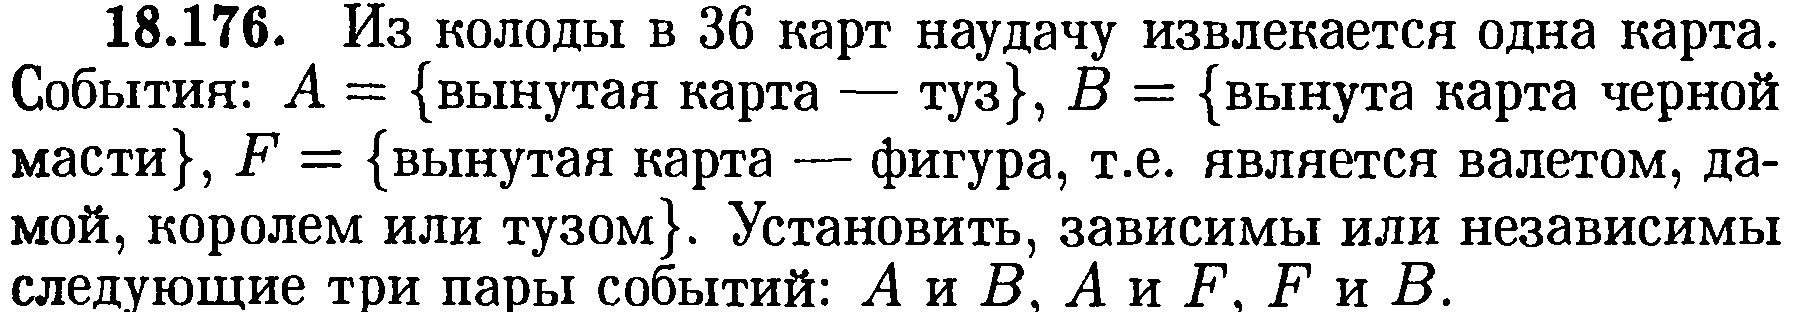 18.176. Из колоды в 36 карт наудачу извлекается одна карта.
События: A = {вынутая карта — туз}, B = {вынута карта черной
масти}, F = {вынутая карта — фигура, т.е. является валетом, да-
мой, королем или тузом}. Установить, зависимы или независимы
следующие три пары событий: A и B, A и F, F и B.